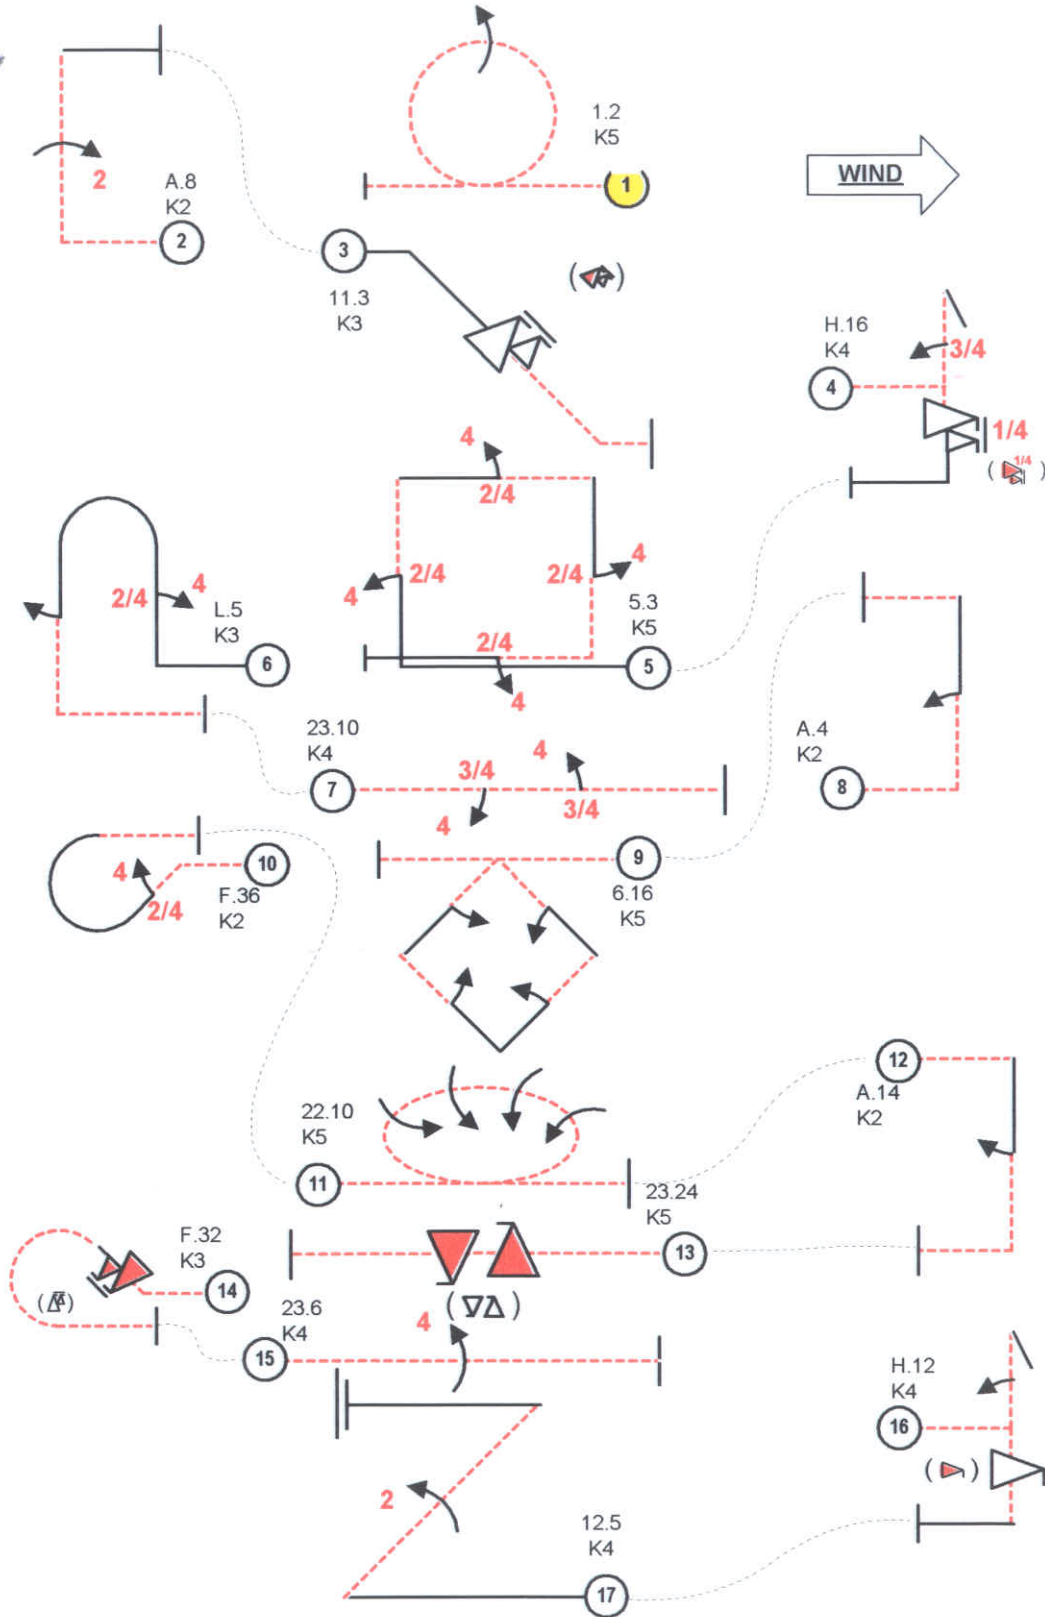 1.2
K5
1
WIND
2
A.8
K2
2
3
11.3
K3
H.16
K4
4
3/4
1/4
( 1/4 )
4
2/4
4
2/4
2/4
4
2/4
4
5.3
K5
5
2/4
4
L.5
K3
6
23.10
K4
7
3/4
4
4
3/4
A.4
K2
8
9
6.16
K5
10
4
2/4
F.36
K2
22.10
K5
11
12
A.14
K2
23.24
K5
13
F.32
K3
14
23.6
K4
15
4
H.12
K4
16
2
12.5
K4
17